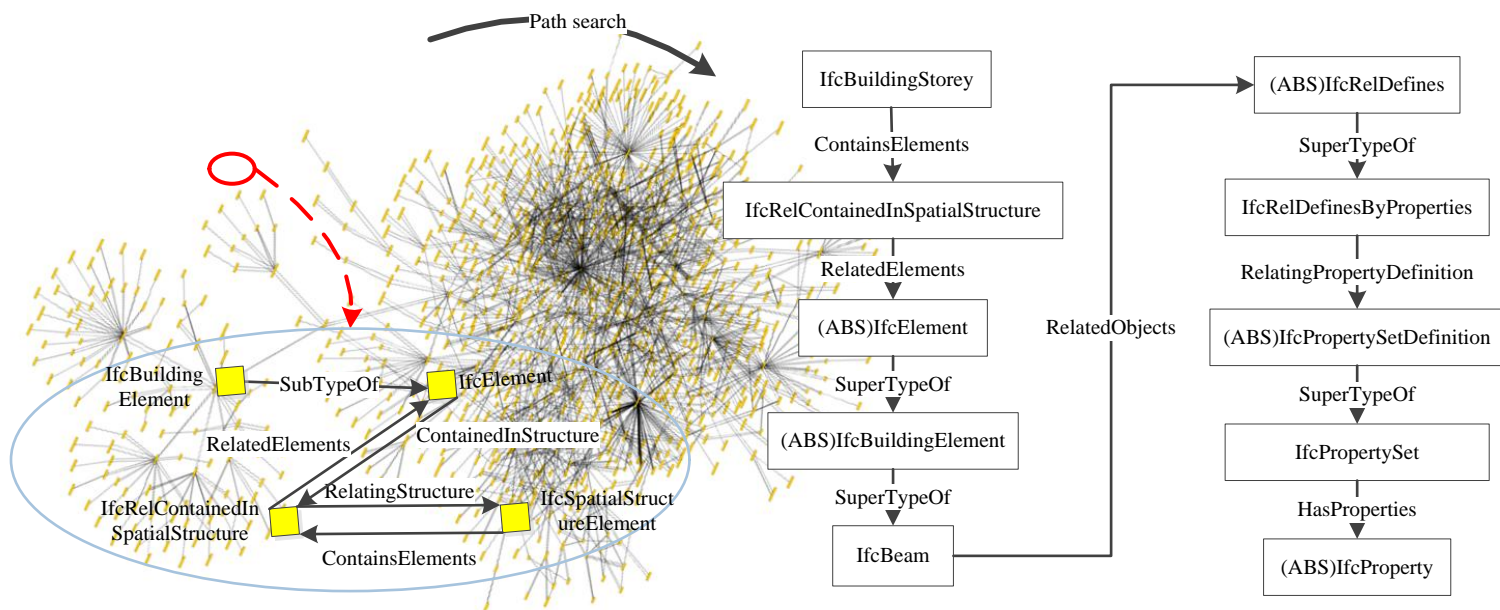 Path search
IfcBuilding
Element
SubTypeOf
IfcElement
RelatedElements
ContainedInStructure
IfcRelContainedIn
SpatialStructure
RelatingStructure
IfcSpatialStruct
ureElement
ContainsElements
IfcBuildingStorey
ContainsElements
IfcRelContainedInSpatialStructure
RelatedElements
(ABS)IfcElement
SuperTypeOf
(ABS)IfcBuildingElement
SuperTypeOf
IfcBeam
RelatedObjects
(ABS)IfcRelDefines
SuperTypeOf
IfcRelDefinesByProperties
RelatingPropertyDefinition
(ABS)IfcPropertySetDefinition
SuperTypeOf
IfcPropertySet
HasProperties
(ABS)IfcProperty